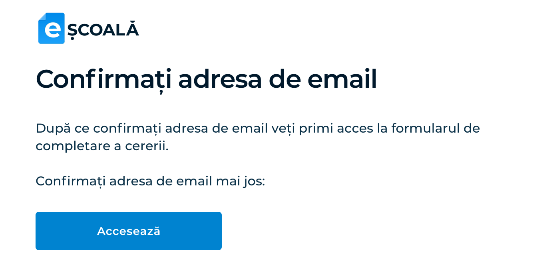 e ȘCOALĂ
Confirmați adresa de email
După ce confirmați adresa de email veți primi acces la formularul de
completare a cererii.
Confirmați adresa de email mai jos:
Accesează